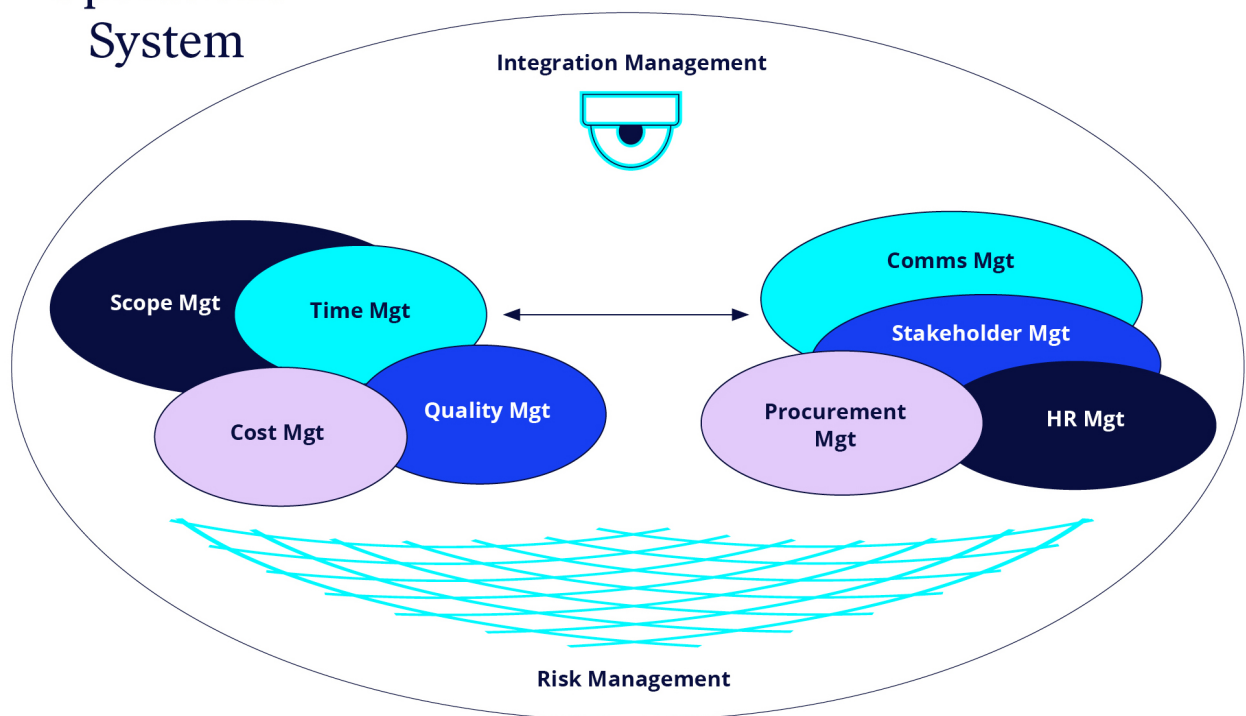 System
Integration Management
Scope Mgt
Time Mgt
Cost Mgt
Quality Mgt
Comms Mgt
Stakeholder Mgt
Procurement
Mgt
HR Mgt
Risk Management